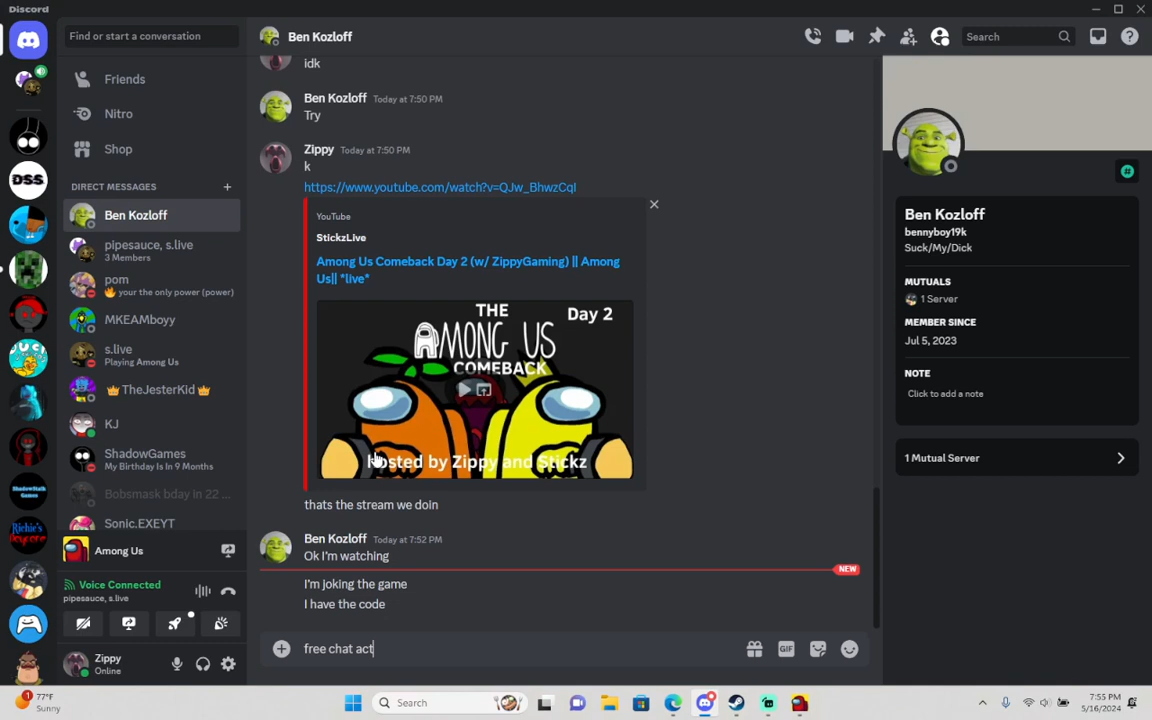 Discord
Find or start a conversation
Friends
Nitro
Shop
DIRECT MESSAGES
Ben Kozloff
pipesauce, s.live
3 Members
pom
🔥 your the only power (power)
MKEAMboyy
s.live
Playing Among Us
👑TheJesterKid👑
KJ
ShadowGames
My Birthday Is In 9 Months
Bobsmask bday In 22 ...
Sonic.EXEYT
Among Us
Voice Connected
pipesauce, s.live
Zippy
Online
DSS
Ben Kozloff
Search
idk
Ben Kozloff Today at 7:50 PM
Try
Zippy Today at 7:50 PM
k
https://www.youtube.com/watch?v=QJw_BhwzCqI
YouTube
StickzLive
Among Us Comeback Day 2 (w/ ZippyGaming) || Among
Us|| *live*
THE
AMONG US
COMEBACK
Day 2
Hosted by Zippy and Stickz
thats the stream we doin
Ben Kozloff Today at 7:52 PM
Ok I'm watching
NEW
I'm joking the game
I have the code
free chat act
GIF
Ben Kozloff
bennyboy19k
Suck/My/Dick
MUTUALS
1 Server
MEMBER SINCE
Jul 5, 2023
NOTE
Click to add a note
1 Mutual Server
1
77°F
Sunny
Search
7:55 PM
5/16/2024